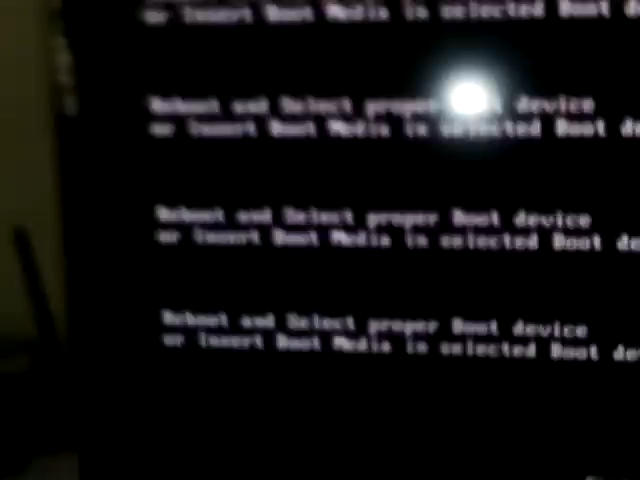 or Insert Boot Media in selected Boot
Reboot and Select proper device
or Insert Boot Media in selected Boot
Reboot and Select proper Boot device
or Insert Boot Media in selected Boot
Reboot and Select proper Boot device
or Insert Boot Media in selected Boot